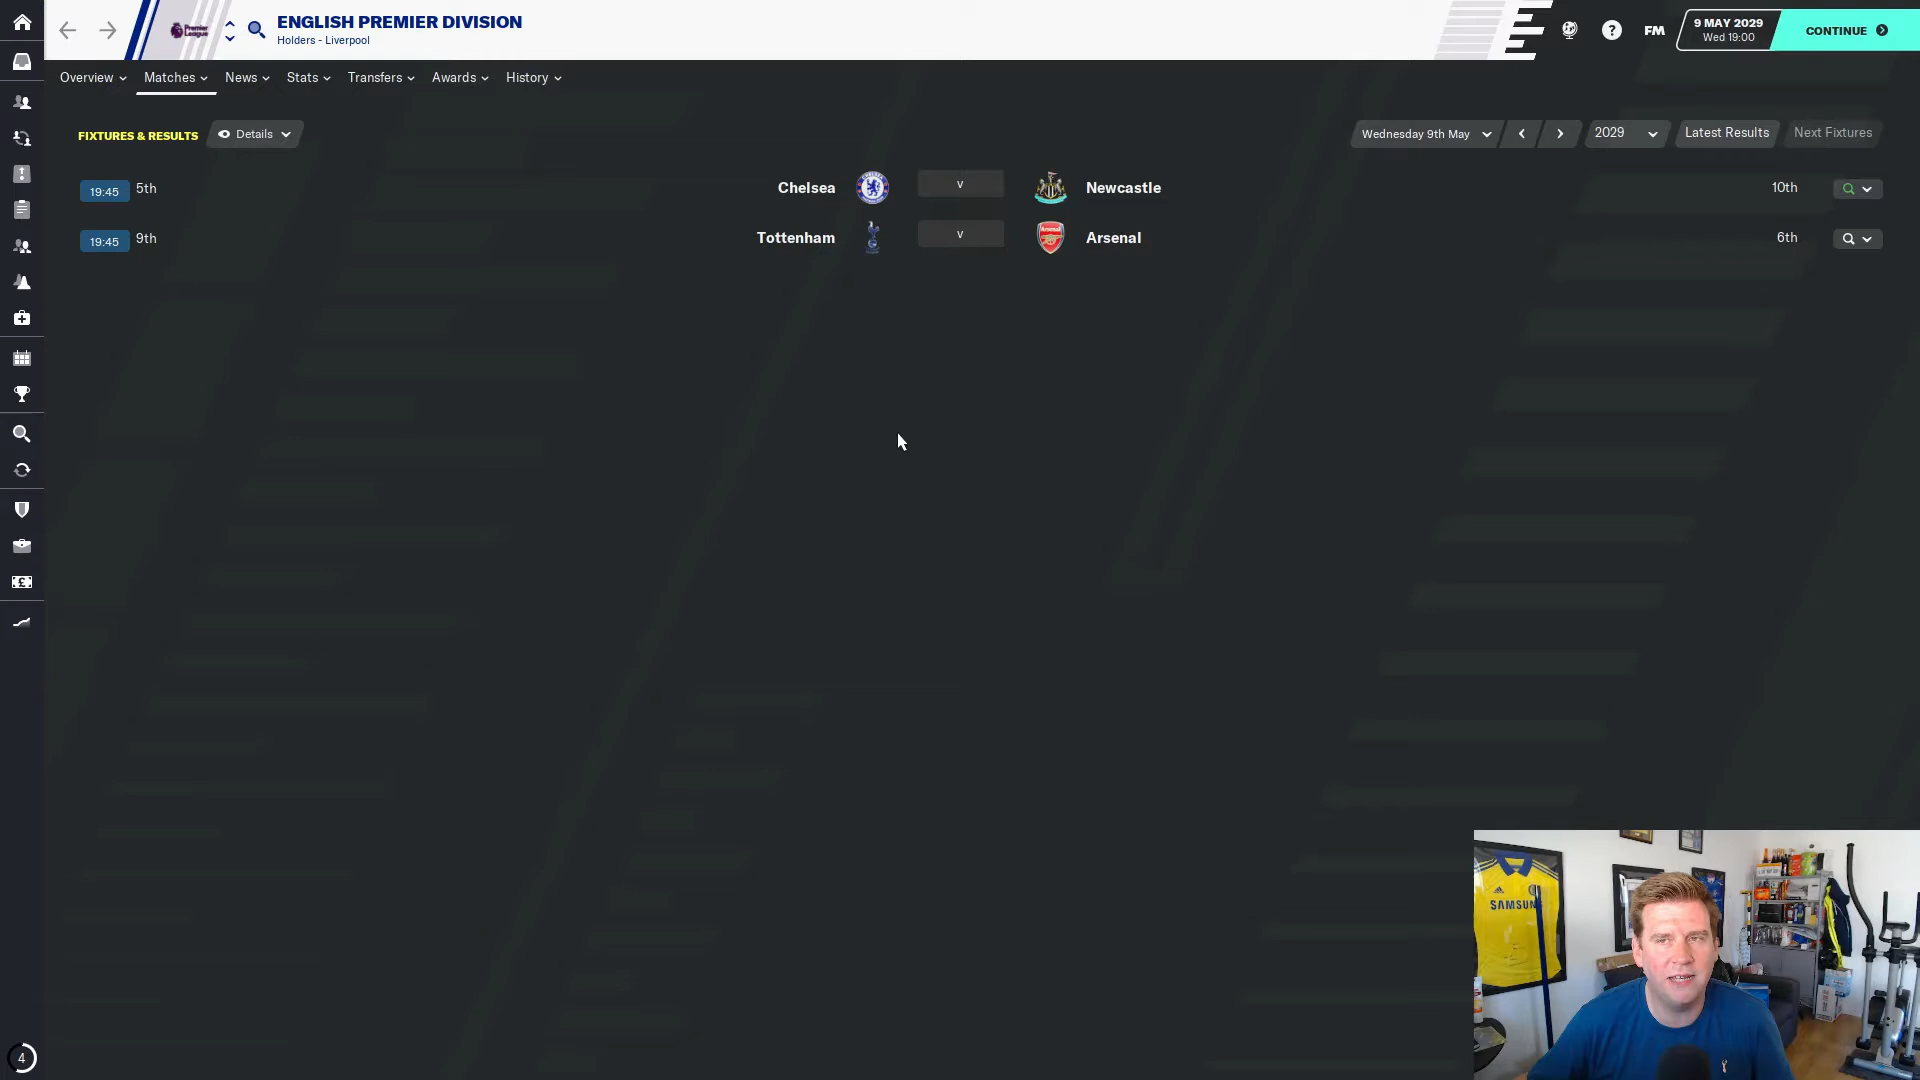 ENGLISH PREMIER DIVISION
Holders - Liverpool
Premier League
FM
9 MAY 2029
Wed 19:00
CONTINUE
Overview Matches News Stats Transfers Awards History
FIXTURES & RESULTS Details Wednesday 9th May 2029 Latest Results Next Fixtures
19:45 5th Chelsea v Newcastle 10th
19:45 9th Tottenham v Arsenal 6th
SAMSUNG
4